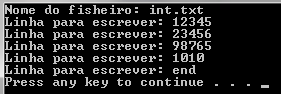 Nome do fisheiro: int.txt
Linha para escrever: 12345
Linha para escrever: 23456
Linha para escrever: 98765
Linha para escrever: 1010
Linha para escrever: end
Press any key to continue . . . _